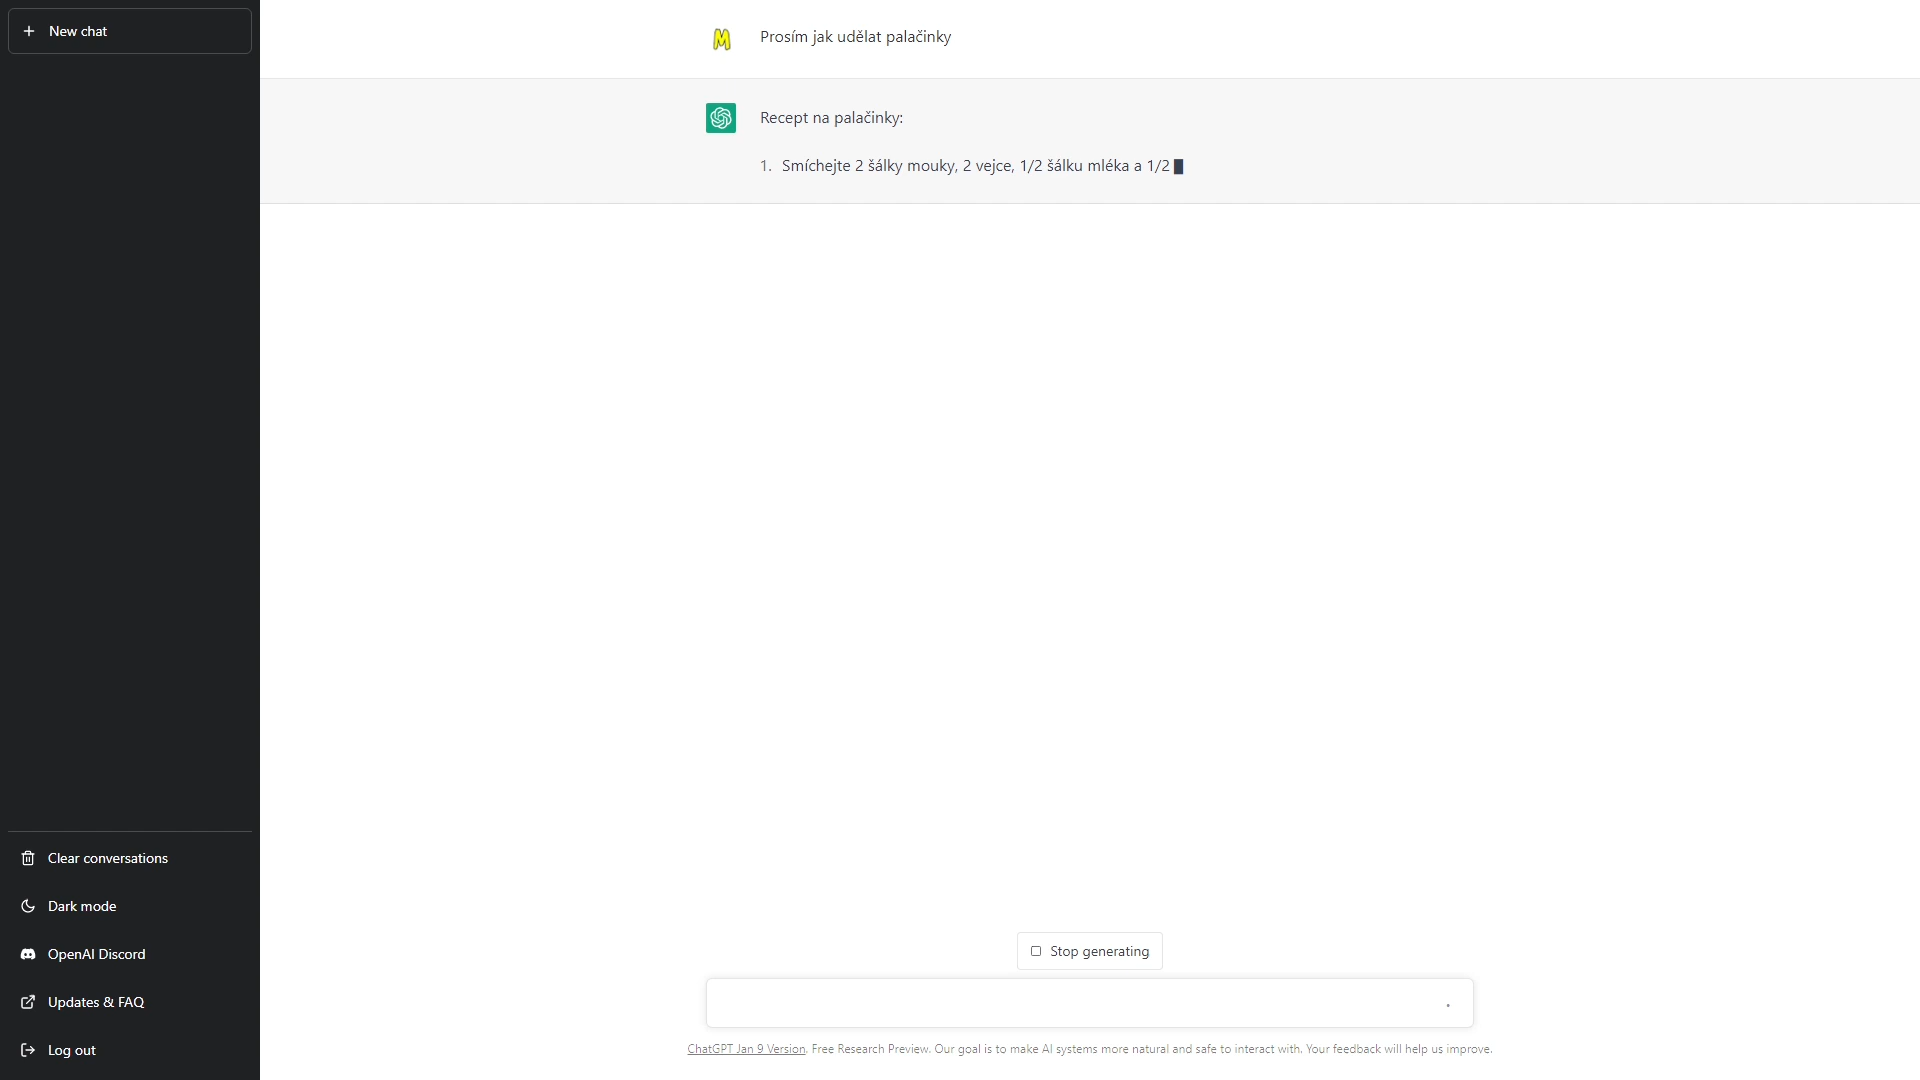 New chat
Prosím jak udělat palačinky
Recept na palačinky:
1. Smíchejte 2 šálky mouky, 2 vejce, 1/2 šálku mléka a 1/2
Clear conversations
Dark mode
OpenAI Discord
Updates & FAQ
Log out
Stop generating
ChatGPT Jan 9 Version. Free Research Preview. Our goal is to make AI systems more natural and safe to interact with. Your feedback will help us improve.